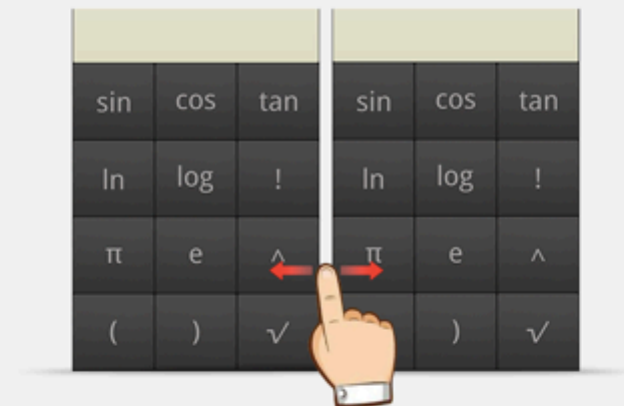 sin cos tan sin cos tan
ln log ! ln log !
π e ^ π e ^
( ) √ ) √